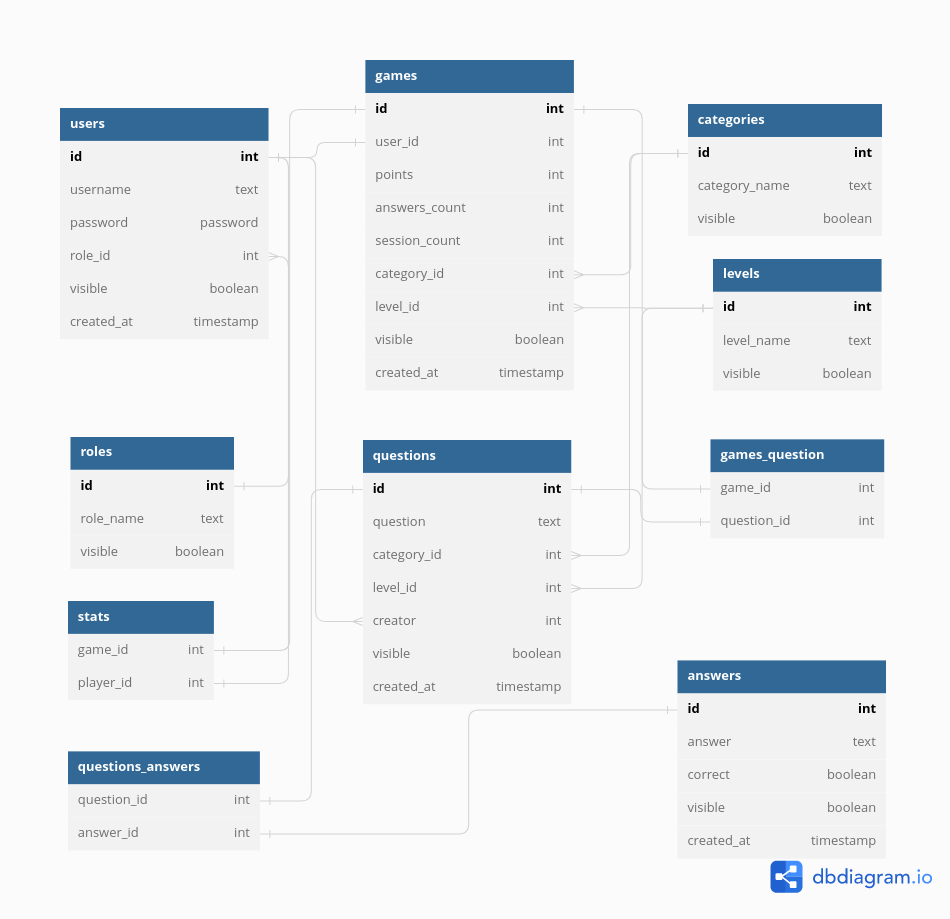 games
id int
user_id int
points int
answers_count int
session_count int
category_id int
level_id int
visible boolean
created_at timestamp
users
id int
username text
password password
role_id int
visible boolean
created_at timestamp
categories
id int
category_name text
visible boolean
levels
id int
level_name text
visible boolean
roles
id int
role_name text
visible boolean
questions
id int
question text
category_id int
level_id int
creator int
visible boolean
created_at timestamp
games_question
game_id int
question_id int
stats
game_id int
player_id int
answers
id int
answer text
correct boolean
visible boolean
created_at timestamp
questions_answers
question_id int
answer_id int
dbdiagram.io